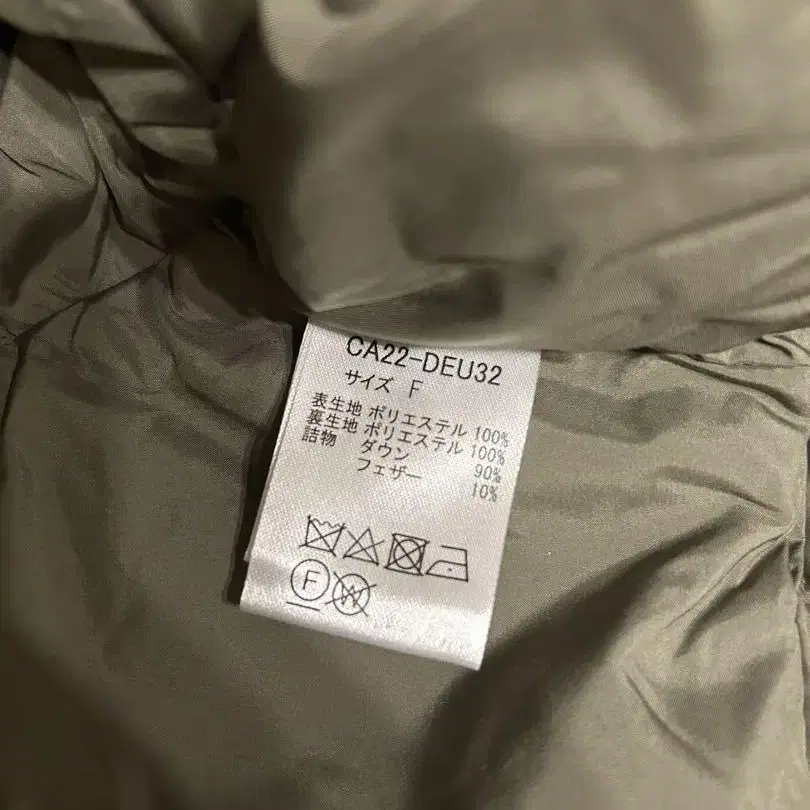 CA22-DEU32
サイズ F
表生地 ポリエステル 100%
裏生地 ポリエステル 100%
詰物 ダウン 90%
フェザー 10%
F
W